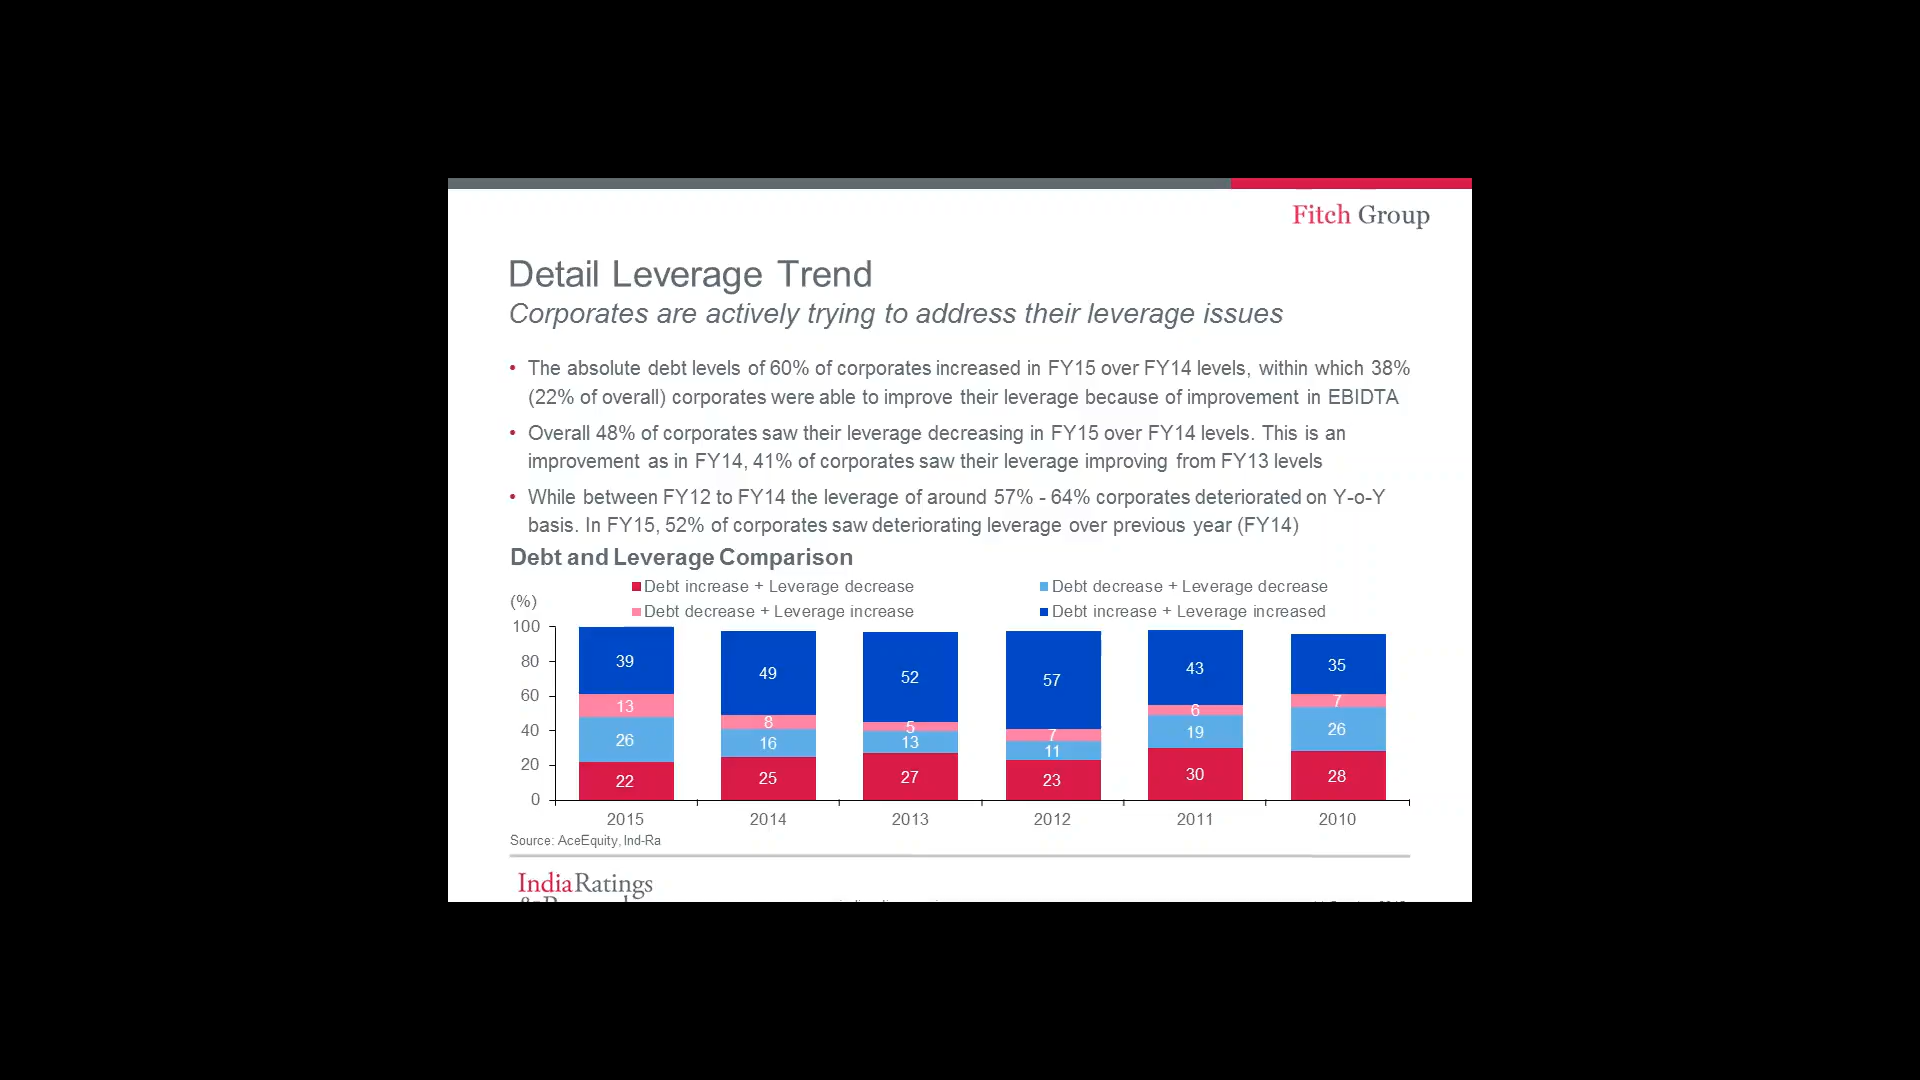 Fitch Group
Detail Leverage Trend
Corporates are actively trying to address their leverage issues
• The absolute debt levels of 60% of corporates increased in FY15 over FY14 levels, within which 38%
(22% of overall) corporates were able to improve their leverage because of improvement in EBIDTA
• Overall 48% of corporates saw their leverage decreasing in FY15 over FY14 levels. This is an
improvement as in FY14, 41% of corporates saw their leverage improving from FY13 levels
• While between FY12 to FY14 the leverage of around 57% - 64% corporates deteriorated on Y-o-Y
basis. In FY15, 52% of corporates saw deteriorating leverage over previous year (FY14)
Debt and Leverage Comparison
Debt increase + Leverage decrease Debt decrease + Leverage decrease
(%)
Debt decrease + Leverage increase Debt increase + Leverage increased
100
80
60
40
20
0
39 49 52 57 43 35
13 8 5 7 6 7
26 16 13 11 19 26
22 25 27 23 30 28
2015 2014 2013 2012 2011 2010
Source: AceEquity, Ind-Ra
IndiaRatings